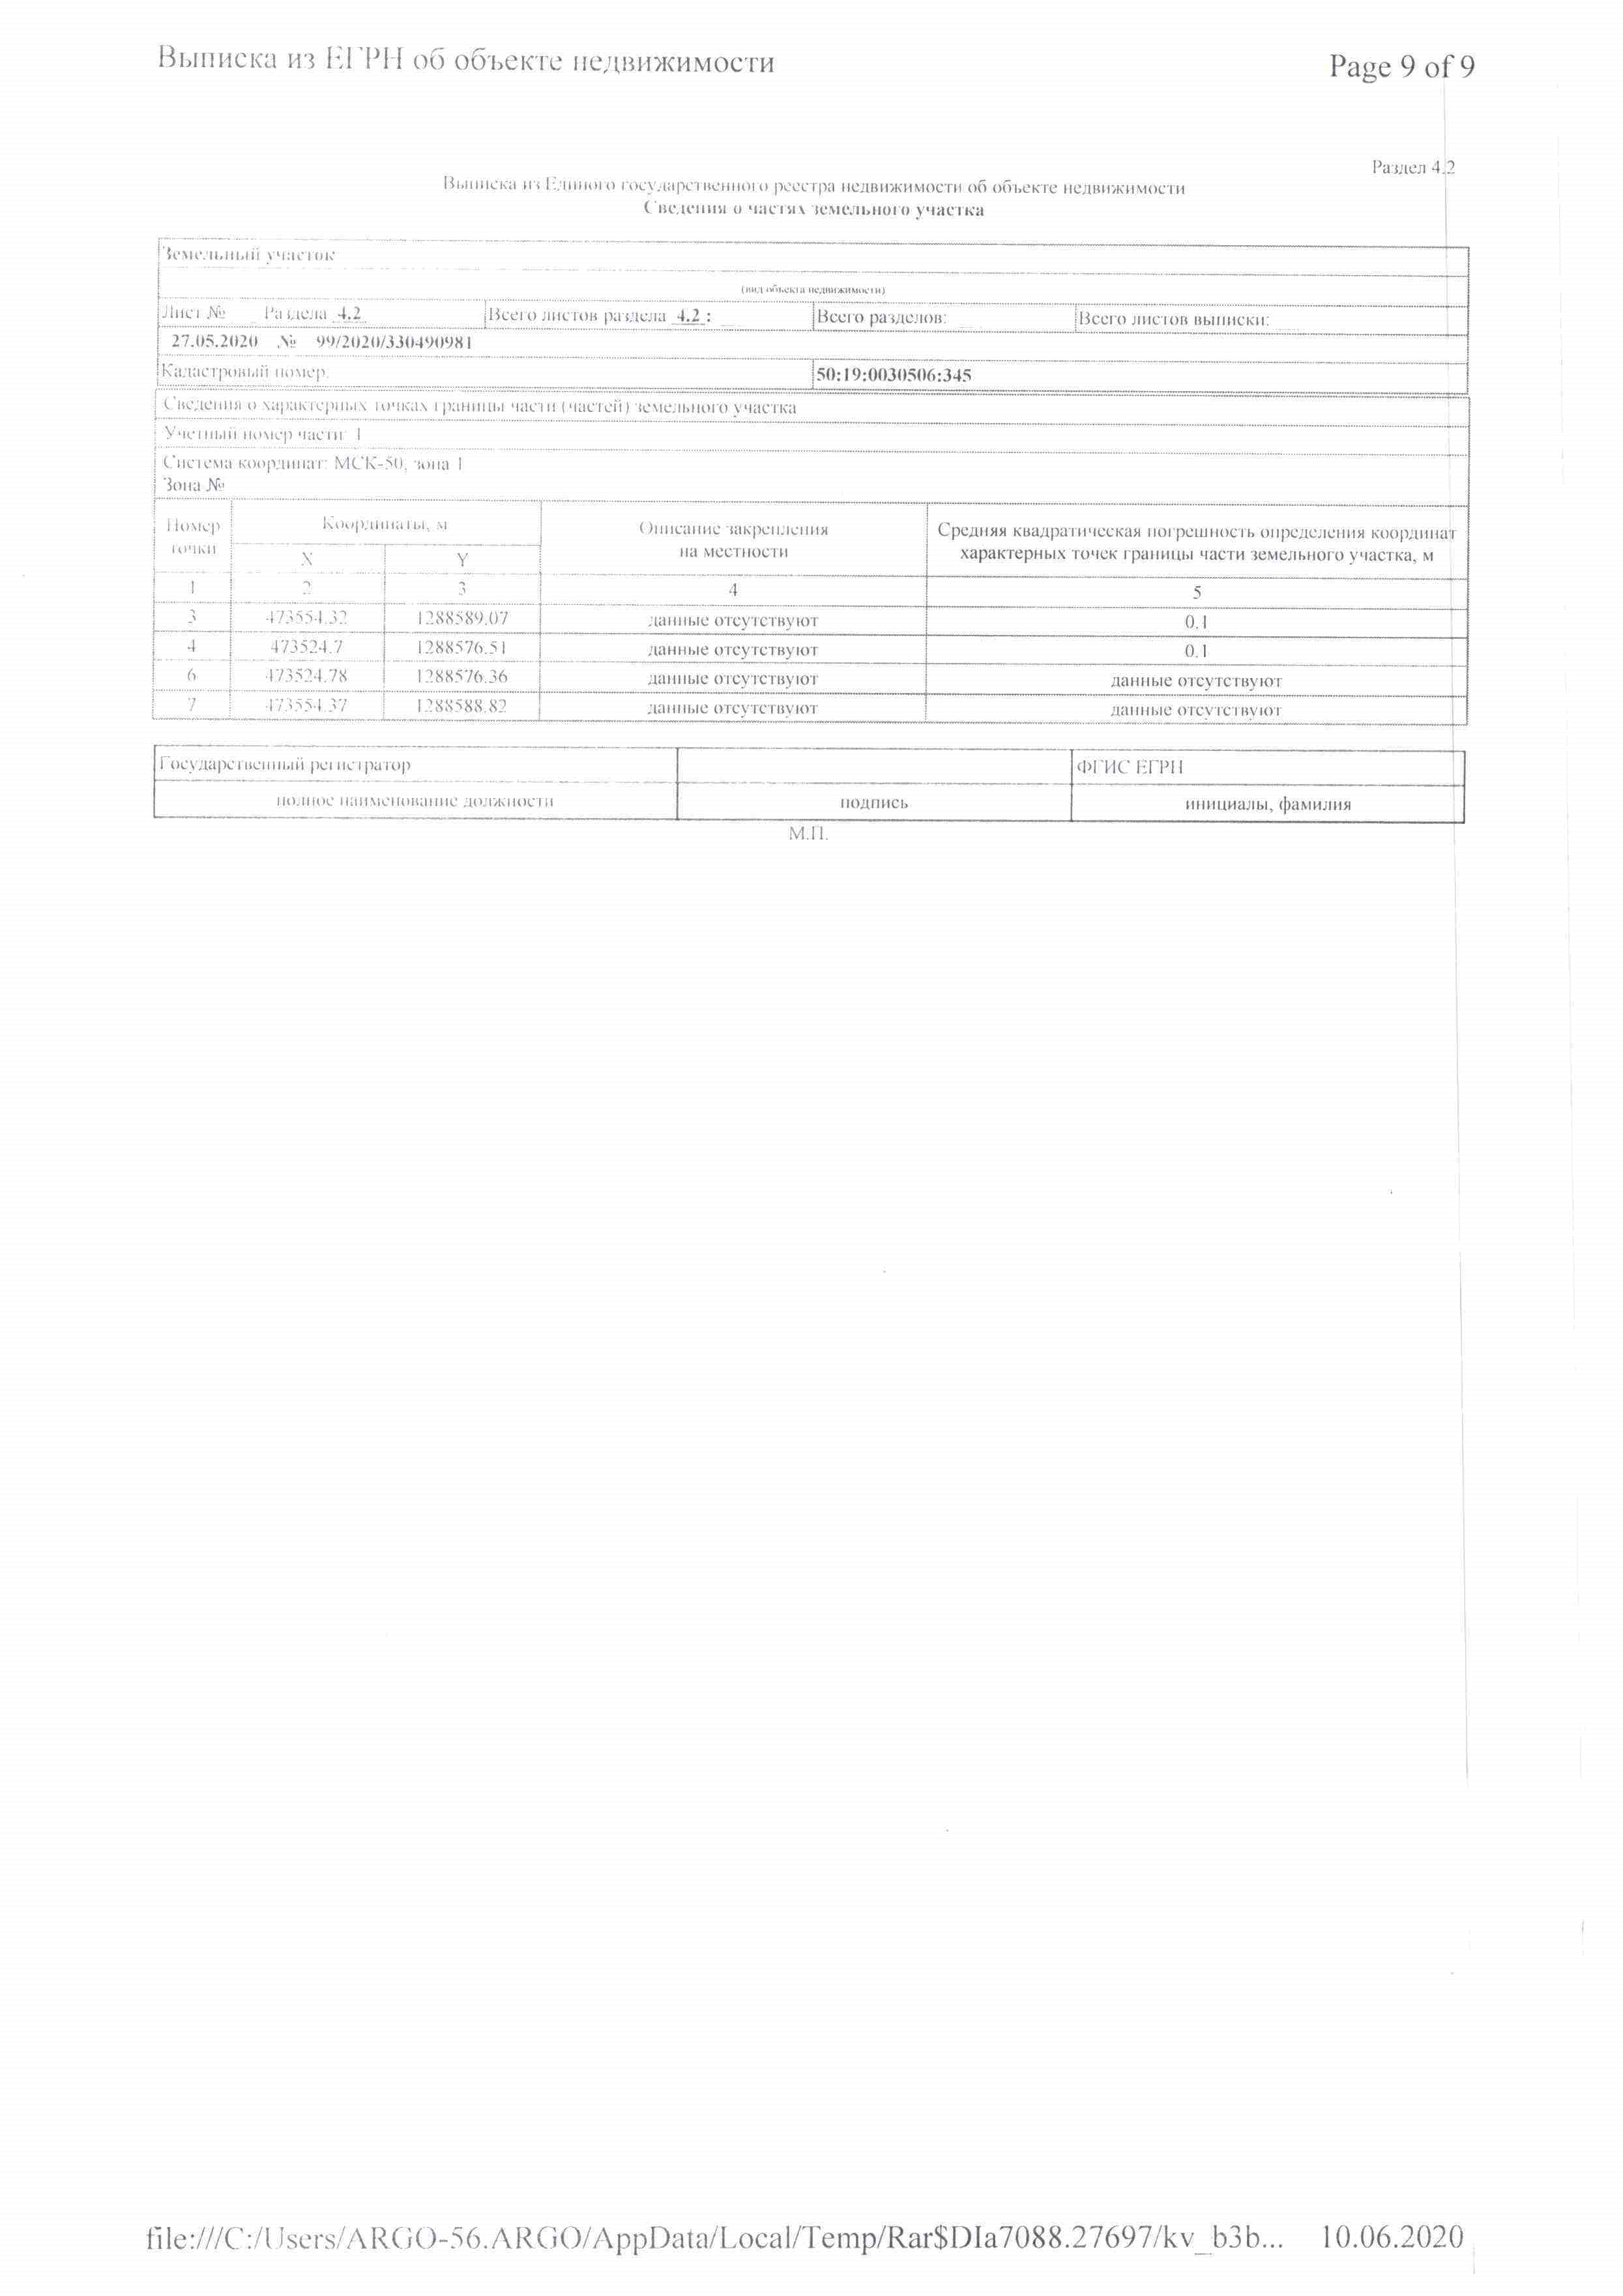 Выписка из ЕГРН об объекте недвижимости Page 9 of 9
Раздел 4.2
Выписка из Единого государственного реестра недвижимости об объекте недвижимости
Сведения о частях земельного участка
Земельный участок
(вид объекта недвижимости)
Лист № Раздела 4.2 Всего листов раздела 4.2 : Всего разделов: Всего листов выписки:
27.05.2020 № 99/2020/330490981
Кадастровый номер: 50:19:0030506:345
Сведения о характерных точках границы части (частей) земельного участка
Учетный номер части: 1
Система координат: МСК-50, зона 1
Зона №
Номер точки Координаты, м Описание закрепления на местности Средняя квадратическая погрешность определения координат характерных точек границы части земельного участка, м
X Y
1 2 3 4 5
3 473554.32 1288589.07 данные отсутствуют 0.1
4 473524.7 1288576.51 данные отсутствуют 0.1
6 473524.78 1288576.36 данные отсутствуют данные отсутствуют
7 473554.37 1288588.82 данные отсутствуют данные отсутствуют
Государственный регистратор ФГИС ЕГРН
полное наименование должности подпись инициалы, фамилия
М.П.
file:///C:/Users/ARGO-56.ARGO/AppData/Local/Temp/Rar$DIa7088.27697/kv_b3b... 10.06.2020